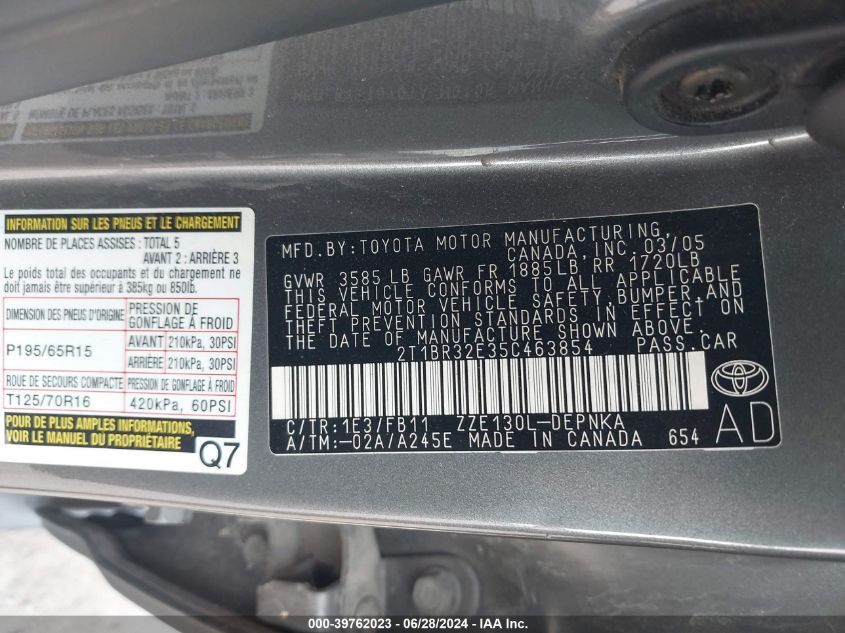 INFORMATION SUR LES PNEUS ET LE CHARGEMENT
NOMBRE DE PLACES ASSISES : TOTAL 5
AVANT 2 : ARRIÈRE 3
Le poids total des occupants et du chargement ne
doit jamais être supérieur à 385kg ou 850lb.
DIMENSION DES PNEUS D'ORIGINE
PRESSION DE
GONFLAGE À FROID
P195/65R15
AVANT 210kPa, 30PSI
ARRIÈRE 210kPa, 30PSI
ROUE DE SECOURS COMPACTE PRESSION DE GONFLAGE À FROID
T125/70R16 420kPa, 60PSI
POUR DE PLUS AMPLES INFORMATIONS,
VOIR LE MANUEL DU PROPRIÉTAIRE
Q7
MFD.BY:TOYOTA MOTOR MANUFACTURING,
CANADA, INC. 03/05
GVWR 3585 LB GAWR FR 1885LB RR 1720LB
THIS VEHICLE CONFORMS TO ALL APPLICABLE
FEDERAL MOTOR VEHICLE SAFETY, BUMPER, AND
THEFT PREVENTION STANDARDS IN EFFECT ON
THE DATE OF MANUFACTURE SHOWN ABOVE.
2T1BR32E35C463854 PASS.CAR
C/TR:1E3/FB11 ZZE130L-DEPNKA
A/TM:-02A/A245E MADE IN CANADA 654
AD
000-39762023 - 06/28/2024 - IAAI.com